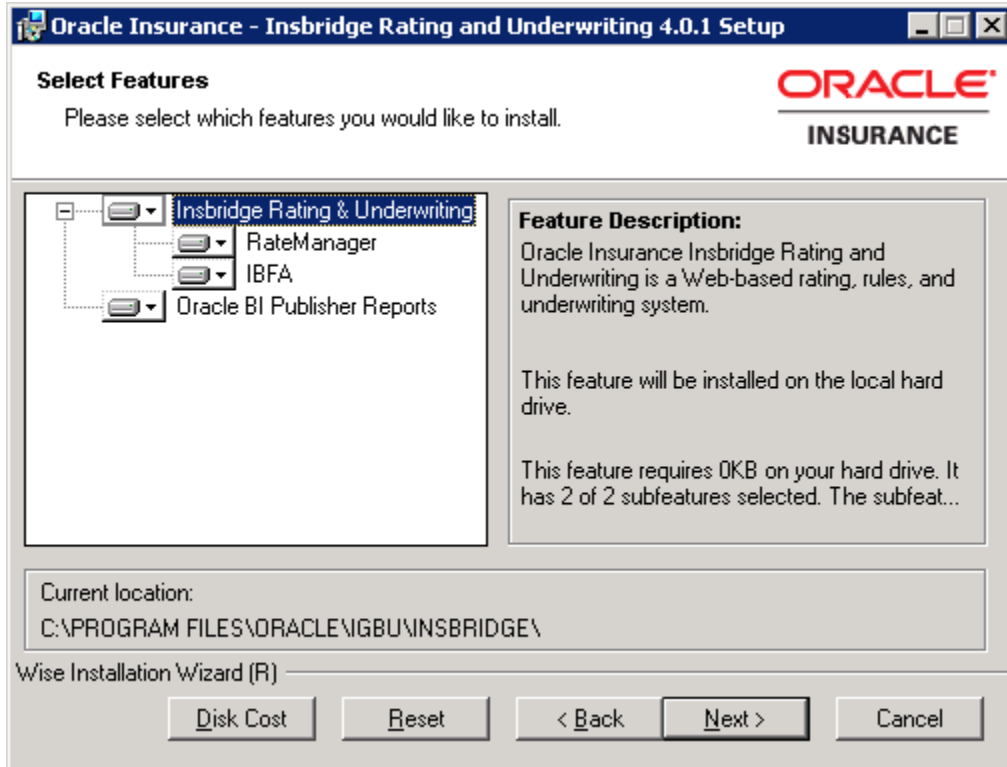 Oracle Insurance - Insbridge Rating and Underwriting 4.0.1 Setup
Select Features
Please select which features you would like to install.
ORACLE
INSURANCE
Insbridge Rating & Underwriting
RateManager
IBFA
Oracle BI Publisher Reports
Feature Description:
Oracle Insurance Insbridge Rating and
Underwriting is a Web-based rating, rules, and
underwriting system.
This feature will be installed on the local hard
drive.
This feature requires 0KB on your hard drive. It
has 2 of 2 subfeatures selected. The subfeat...
Current location:
C:\PROGRAM FILES\ORACLE\IGBU\INSBRIDGE\
Wise Installation Wizard (R)
Disk Cost
Reset
< Back
Next >
Cancel